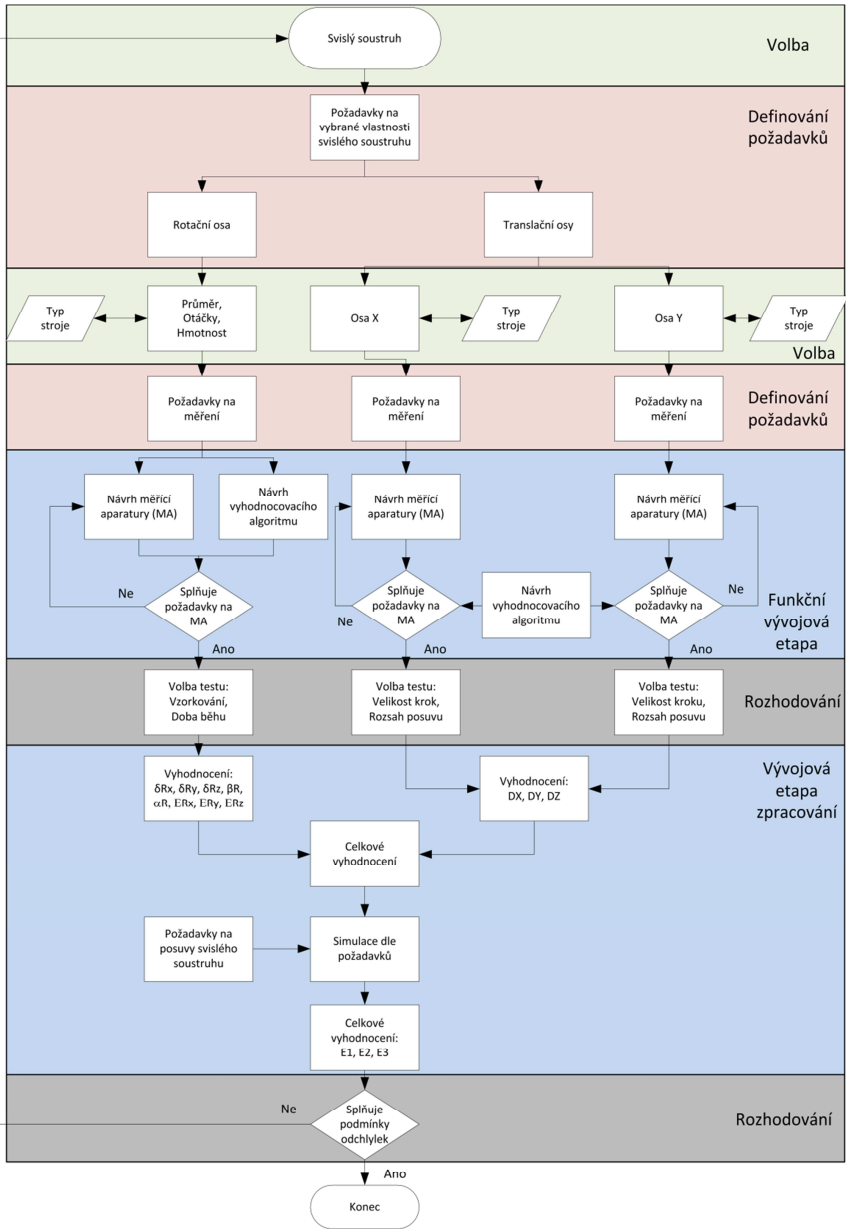 Svislý soustruh
Volba
Požadavky na
vybrané vlastnosti
svislého soustruhu
Definování
požadavků
Rotační osa
Translační osy
Typ
stroje
Průměr,
Otáčky,
Hmotnost
Osa X
Typ
stroje
Osa Y
Typ
stroje
Volba
Požadavky na
měření
Požadavky na
měření
Požadavky na
měření
Definování
požadavků
Návrh měřící
aparatury (MA)
Návrh
vyhodnocovacího
algoritmu
Návrh měřící
aparatury (MA)
Návrh měřící
aparatury (MA)
Ne
Splňuje
požadavky na
MA
Ne
Splňuje
požadavky na
MA
Návrh
vyhodnocovacího
algoritmu
Splňuje
požadavky na
MA
Ne
Funkční
vývojová
etapa
Ano
Ano
Ano
Volba testu:
Vzorkování,
Doba běhu
Volba testu:
Velikost krok,
Rozsah posuvu
Volba testu:
Velikost kroku,
Rozsah posuvu
Rozhodování
Vyhodnocení:
δRx, δRy, δRz, βR,
αR, ERx, ERy, ERz
Vyhodnocení:
DX, DY, DZ
Vývojová
etapa
zpracování
Celkové
vyhodnocení
Požadavky na
posuvy svislého
soustruhu
Simulace dle
požadavků
Celkové
vyhodnocení:
E1, E2, E3
Ne
Splňuje
podmínky
odchlylek
Rozhodování
Ano
Konec